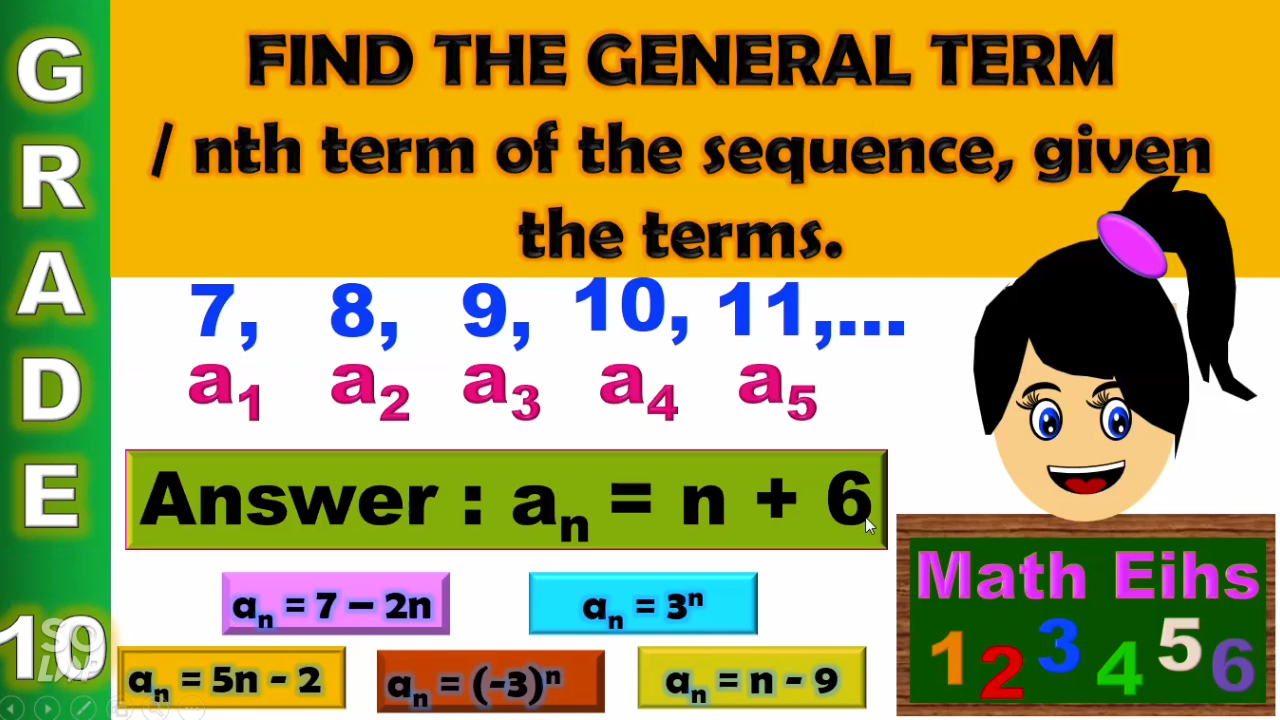 GRADE
10
FIND THE GENERAL TERM
/ nth term of the sequence, given
the terms.
7, 8, 9, 10, 11,...
a₁ a₂ a₃ a₄ a₅
Answer : aₙ = n + 6
aₙ = 7 – 2n
aₙ = 3ⁿ
aₙ = 5n - 2
aₙ = (-3)ⁿ
aₙ = n - 9
Math Eihs
1 2 3 4 5 6